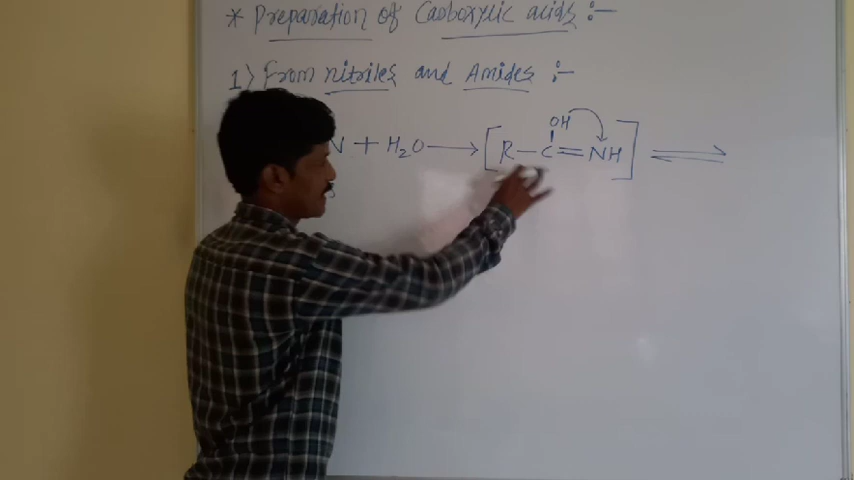 * Preparation of Carboxylic acids :-
1) From nitriles and Amides :-
OH
N + H₂O ⟶ [R - C = NH] ⇌